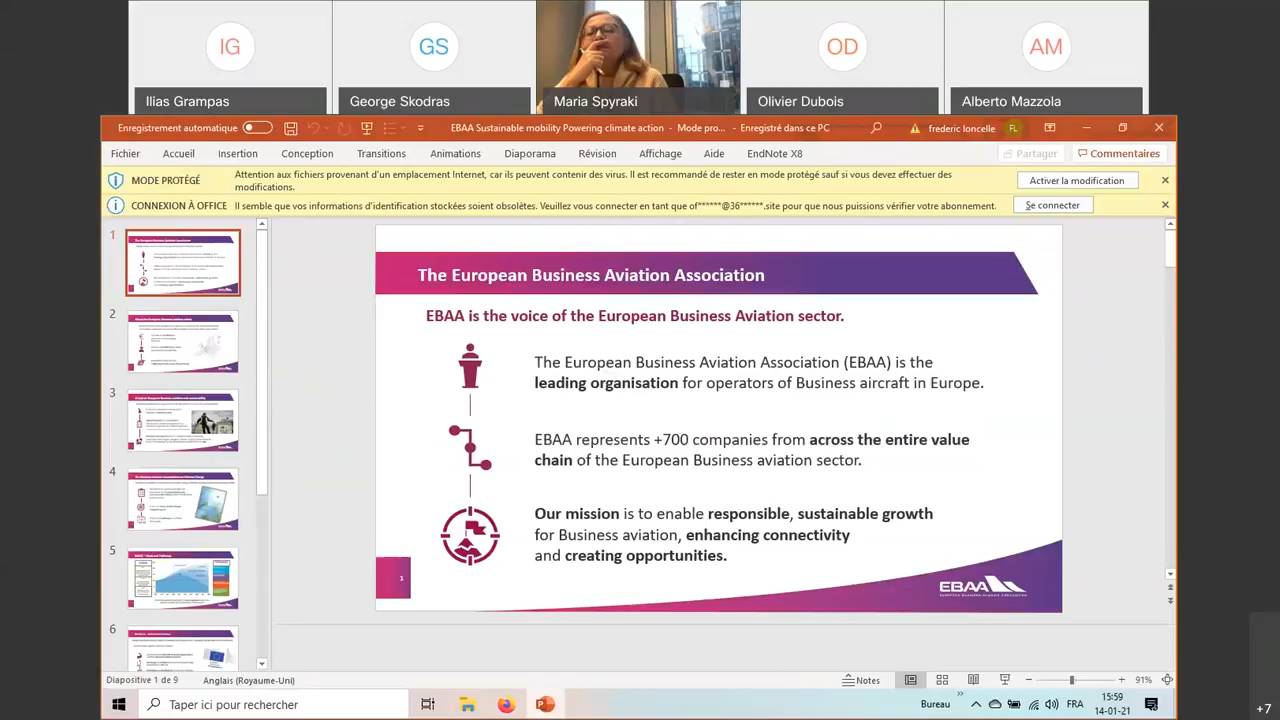 IG
GS
OD
AM
Ilias Grampas
George Skodras
Maria Spyraki
Olivier Dubois
Alberto Mazzola
Enregistrement automatique
EBAA Sustainable mobility Powering climate action - Mode pro... - Enregistré dans ce PC
frederic loncelle
FL
Fichier Accueil Insertion Conception Transitions Animations Diaporama Révision Affichage Aide EndNote X8
Partager
Commentaires
MODE PROTÉGÉ
Attention aux fichiers provenant d'un emplacement Internet, car ils peuvent contenir des virus. Il est recommandé de rester en mode protégé sauf si vous devez effectuer des
modifications.
Activer la modification
CONNEXION À OFFICE
Il semble que vos informations d'identification stockées soient obsolètes. Veuillez vous connecter en tant que of******@36******.site pour que nous puissions vérifier votre abonnement.
Se connecter
1
2
3
4
5
6
The European Business Aviation Association
EBAA is the voice of the European Business Aviation sector.
The European Business Aviation Association (EBAA) is the
leading organisation for operators of Business aircraft in Europe.
EBAA represents +700 companies from across the entire value
chain of the European Business aviation sector.
Our mission is to enable responsible, sustainable growth
for Business aviation, enhancing connectivity
and creating opportunities.
1
EBAA
Diapositive 1 de 9
Anglais (Royaume-Uni)
Notes
91%
Taper ici pour rechercher
Bureau
FRA
15:59
14-01-21
+7